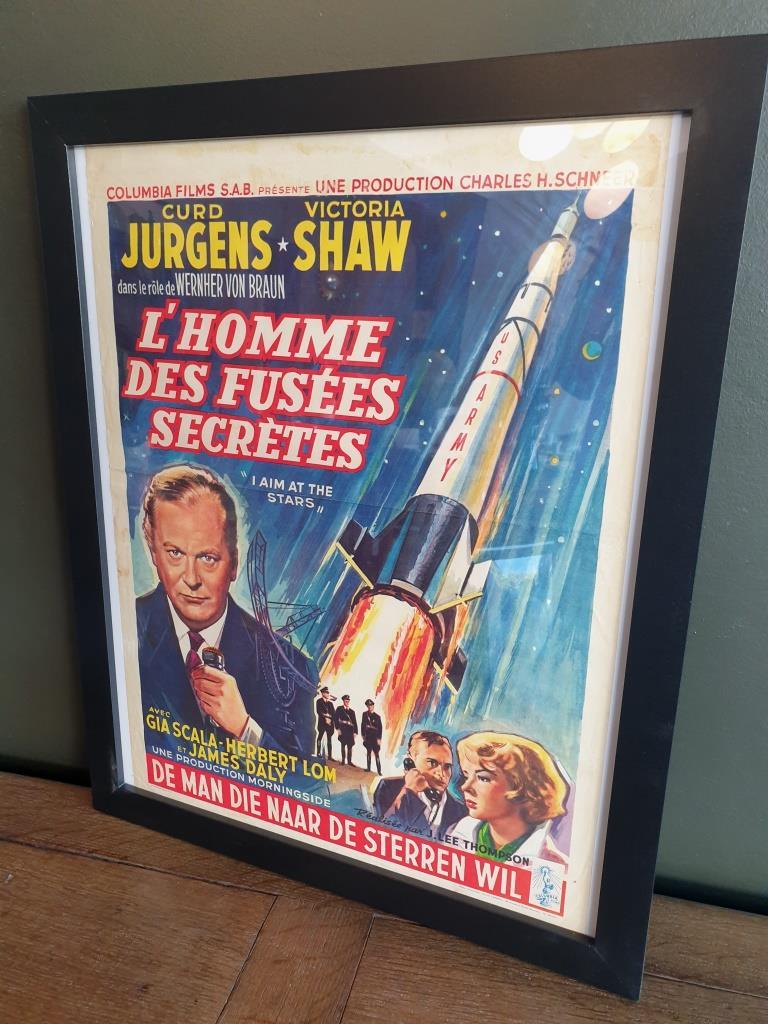 COLUMBIA FILMS S.A.B. PRÉSENTE UNE PRODUCTION CHARLES H. SCHNEER
CURD JURGENS ★ VICTORIA SHAW
dans le rôle de WERNHER VON BRAUN
L'HOMME
DES FUSÉES
SECRÈTES
"I AIM AT THE
STARS"
US ARMY
AVEC
GIA SCALA - HERBERT LOM
ET JAMES DALY
UNE PRODUCTION MORNINGSIDE
Réalisée par J. LEE THOMPSON
DE MAN DIE NAAR DE STERREN WIL
COLUMBIA